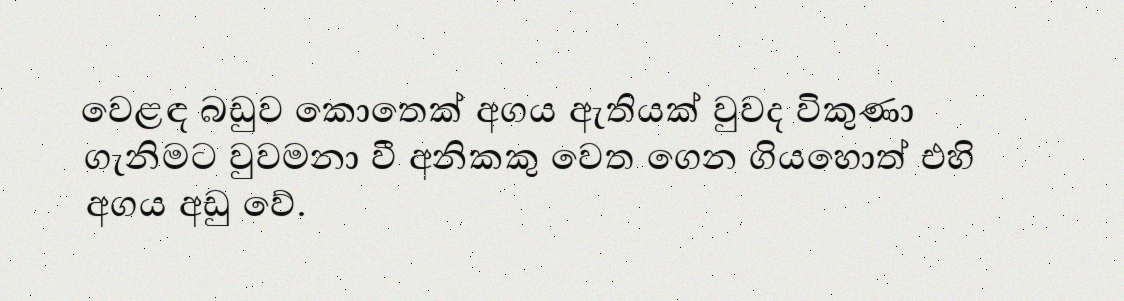 වෙළඳ බඩුව කොතෙක් අගය ඇතියක් වුවද විකුණා
ගැනිමට වුවමනා වී අනිකකු වෙත ගෙන ගියහොත් එහි
අගය අඩු වේ.